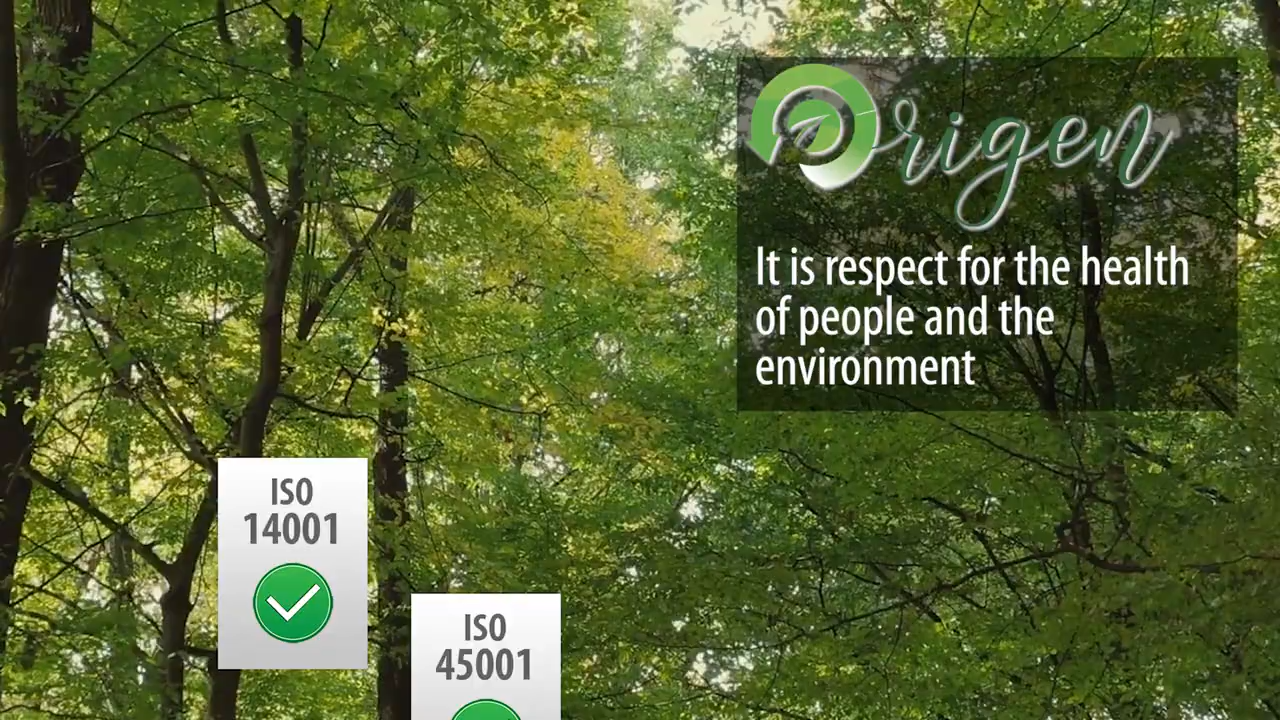 Origen
It is respect for the health
of people and the
environment
ISO
14001
ISO
45001